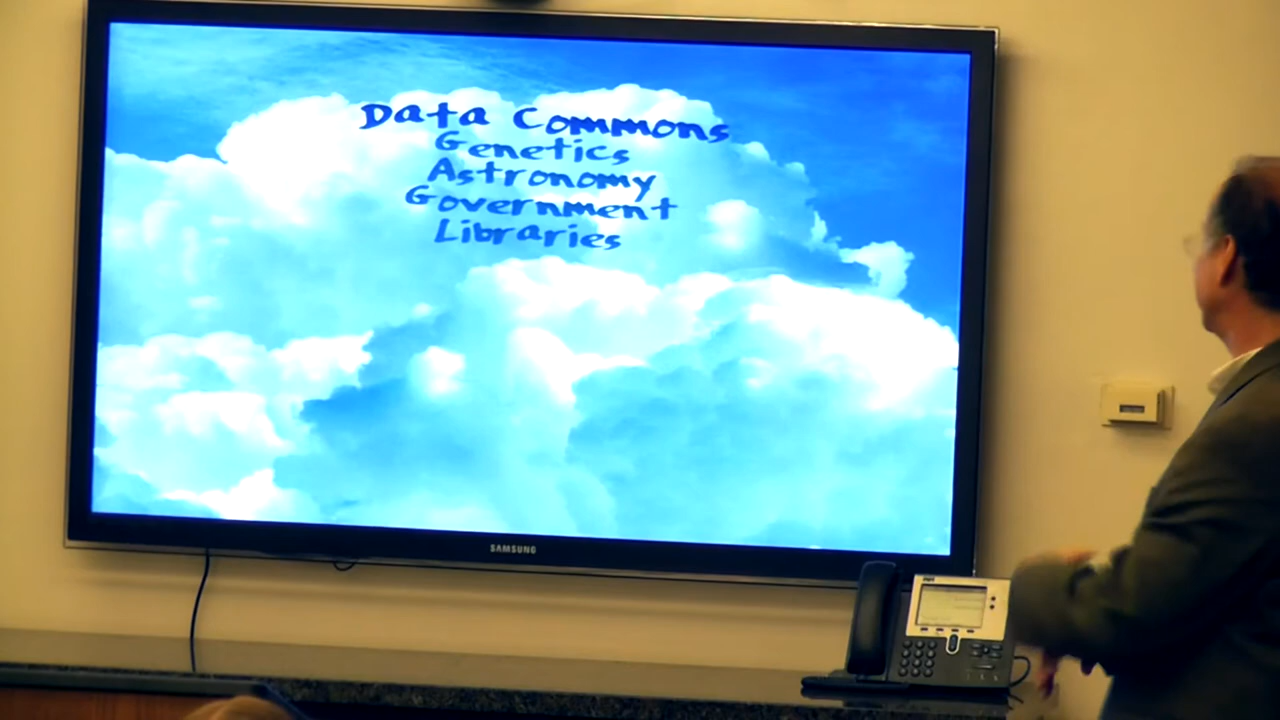 Data Commons
Genetics
Astronomy
Government
Libraries
SAMSUNG